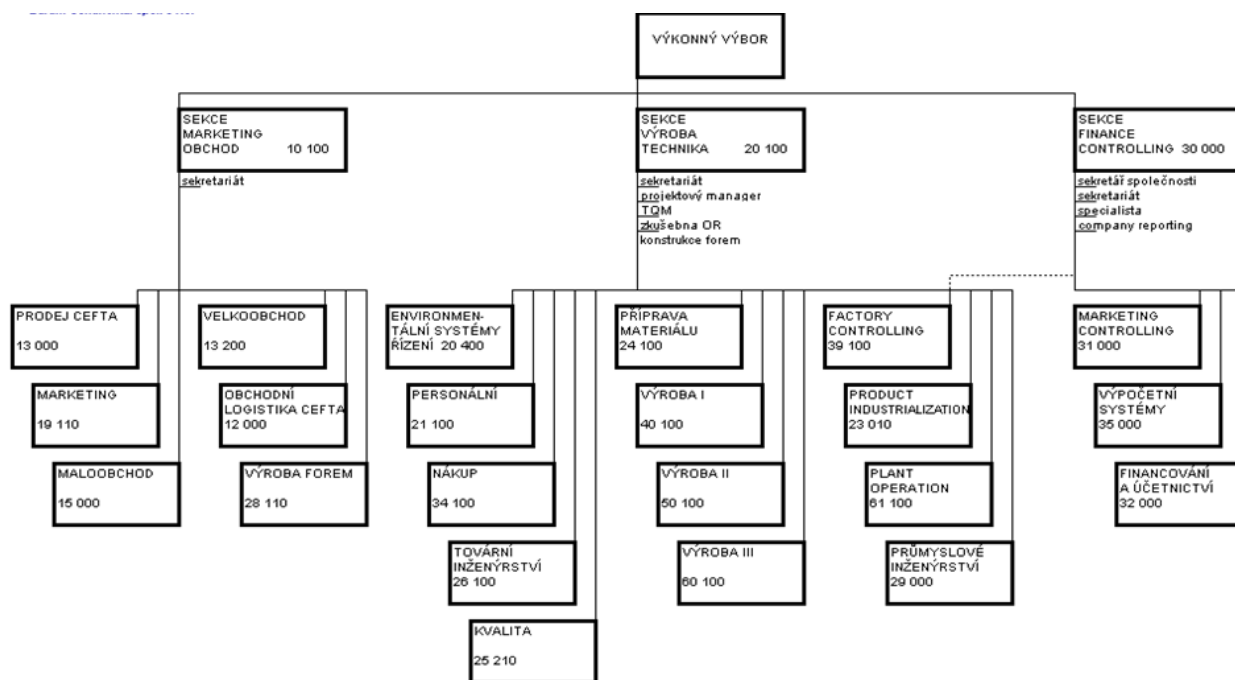 VÝKONNÝ VÝBOR
SEKCE
MARKETING
OBCHOD 10 100
sekretariát
SEKCE
VÝROBA
TECHNIKA 20 100
sekretariát
projektový manager
TQM
zkušebna OR
konstrukce forem
SEKCE
FINANCE
CONTROLLING 30 000
sekretář společnosti
sekretariát
specialista
company reporting
PRODEJ CEFTA
13 000
MARKETING
19 110
MALOOBCHOD
15 000
VELKOOBCHOD
13 200
OBCHODNÍ
LOGISTIKA CEFTA
12 000
VÝROBA FOREM
28 110
ENVIRONMEN-
TÁLNÍ SYSTÉMY
ŘÍZENÍ 20 400
PERSONÁLNÍ
21 100
NÁKUP
34 100
TOVÁRNÍ
INŽENÝRSTVÍ
26 100
KVALITA
25 210
PŘÍPRAVA
MATERIÁLU
24 100
VÝROBA I
40 100
VÝROBA II
50 100
VÝROBA III
60 100
FACTORY
CONTROLLING
39 100
PRODUCT
INDUSTRIALIZATION
23 010
PLANT
OPERATION
61 100
PRŮMYSLOVÉ
INŽENÝRSTVÍ
29 000
MARKETING
CONTROLLING
31 000
VÝPOČETNÍ
SYSTÉMY
35 000
FINANCOVÁNÍ
A ÚČETNICTVÍ
32 000